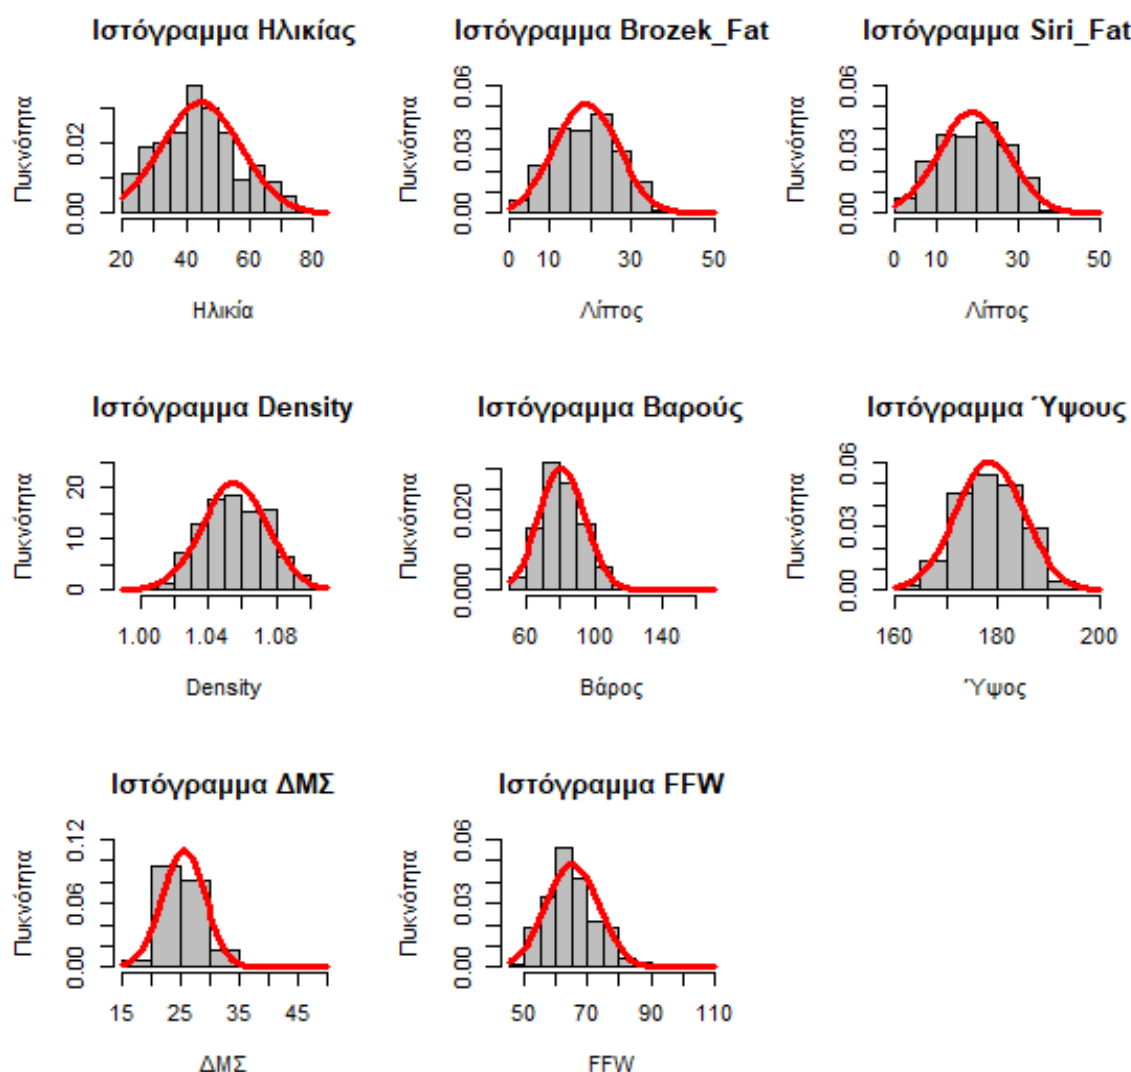 Ιστόγραμμα Ηλικίας
Πυκνότητα
0.00 0.02
20 40 60 80
Ηλικία
Ιστόγραμμα Brozek_Fat
Πυκνότητα
0.00 0.03 0.06
0 10 30 50
Λίπος
Ιστόγραμμα Siri_Fat
Πυκνότητα
0.00 0.03 0.06
0 10 30 50
Λίπος
Ιστόγραμμα Density
Πυκνότητα
0 10 20
1.00 1.04 1.08
Density
Ιστόγραμμα Βαρούς
Πυκνότητα
0.000 0.020
60 100 140
Βάρος
Ιστόγραμμα Ύψους
Πυκνότητα
0.00 0.03 0.06
160 180 200
Ύψος
Ιστόγραμμα ΔΜΣ
Πυκνότητα
0.00 0.06 0.12
15 25 35 45
ΔΜΣ
Ιστόγραμμα FFW
Πυκνότητα
0.00 0.03 0.06
50 70 90 110
FFW